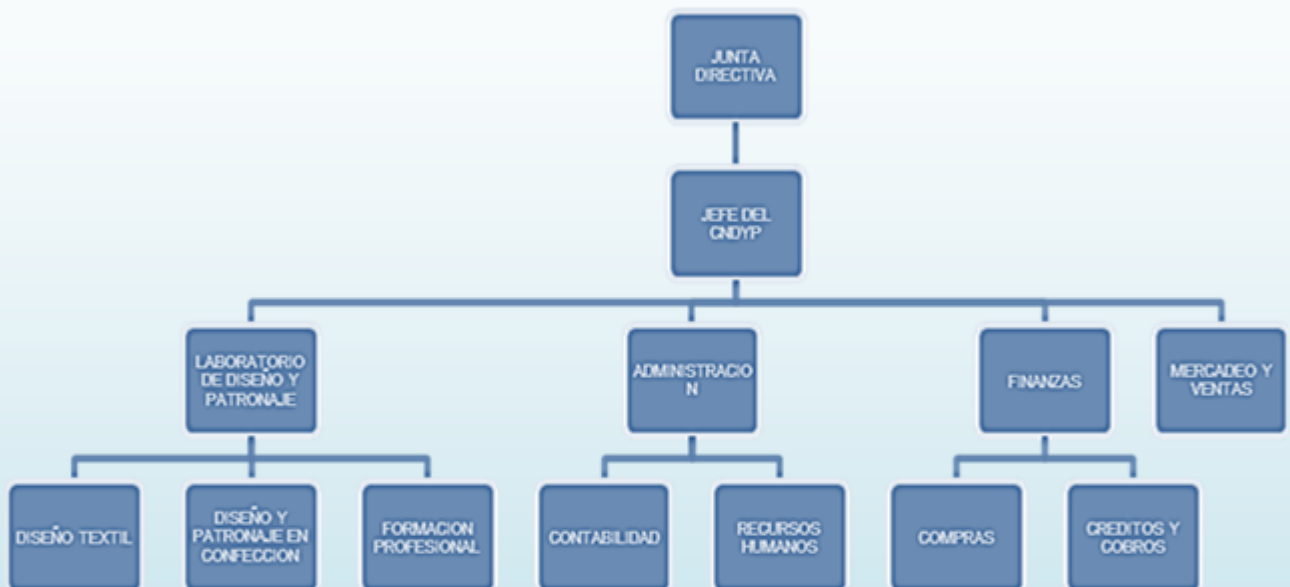 JUNTA
DIRECTIVA
JEFE DEL
CNDYP
LABORATORIO
DE DISEÑO Y
PATRONAJE
ADMINISTRACIO
N
FINANZAS
MERCADEO Y
VENTAS
DISEÑO TEXTIL
DISEÑO Y
PATRONAJE EN
CONFECCION
FORMACION
PROFESIONAL
CONTABILIDAD
RECURSOS
HUMANOS
COMPRAS
CREDITOS Y
COBROS